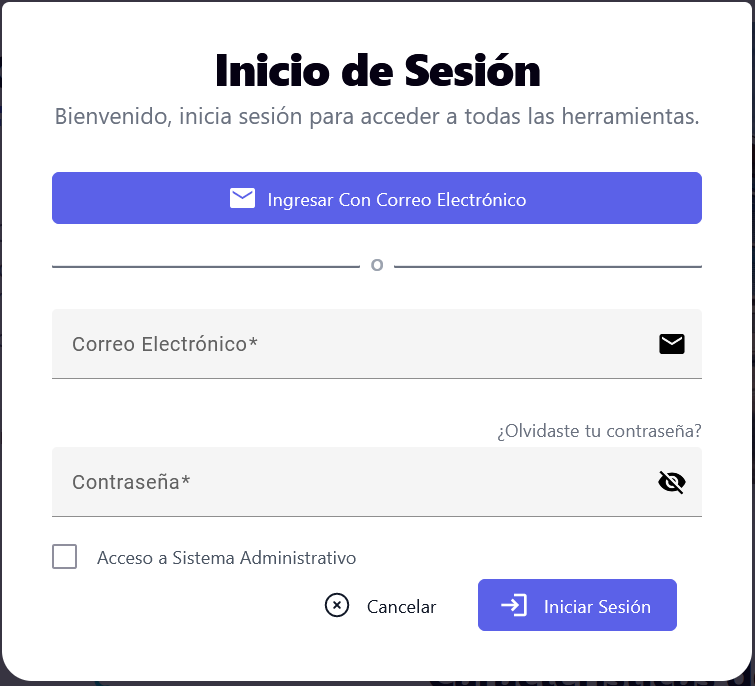 Inicio de Sesión
Bienvenido, inicia sesión para acceder a todas las herramientas.
Ingresar Con Correo Electrónico
O
Correo Electrónico*
¿Olvidaste tu contraseña?
Contraseña*
Acceso a Sistema Administrativo
Cancelar
Iniciar Sesión